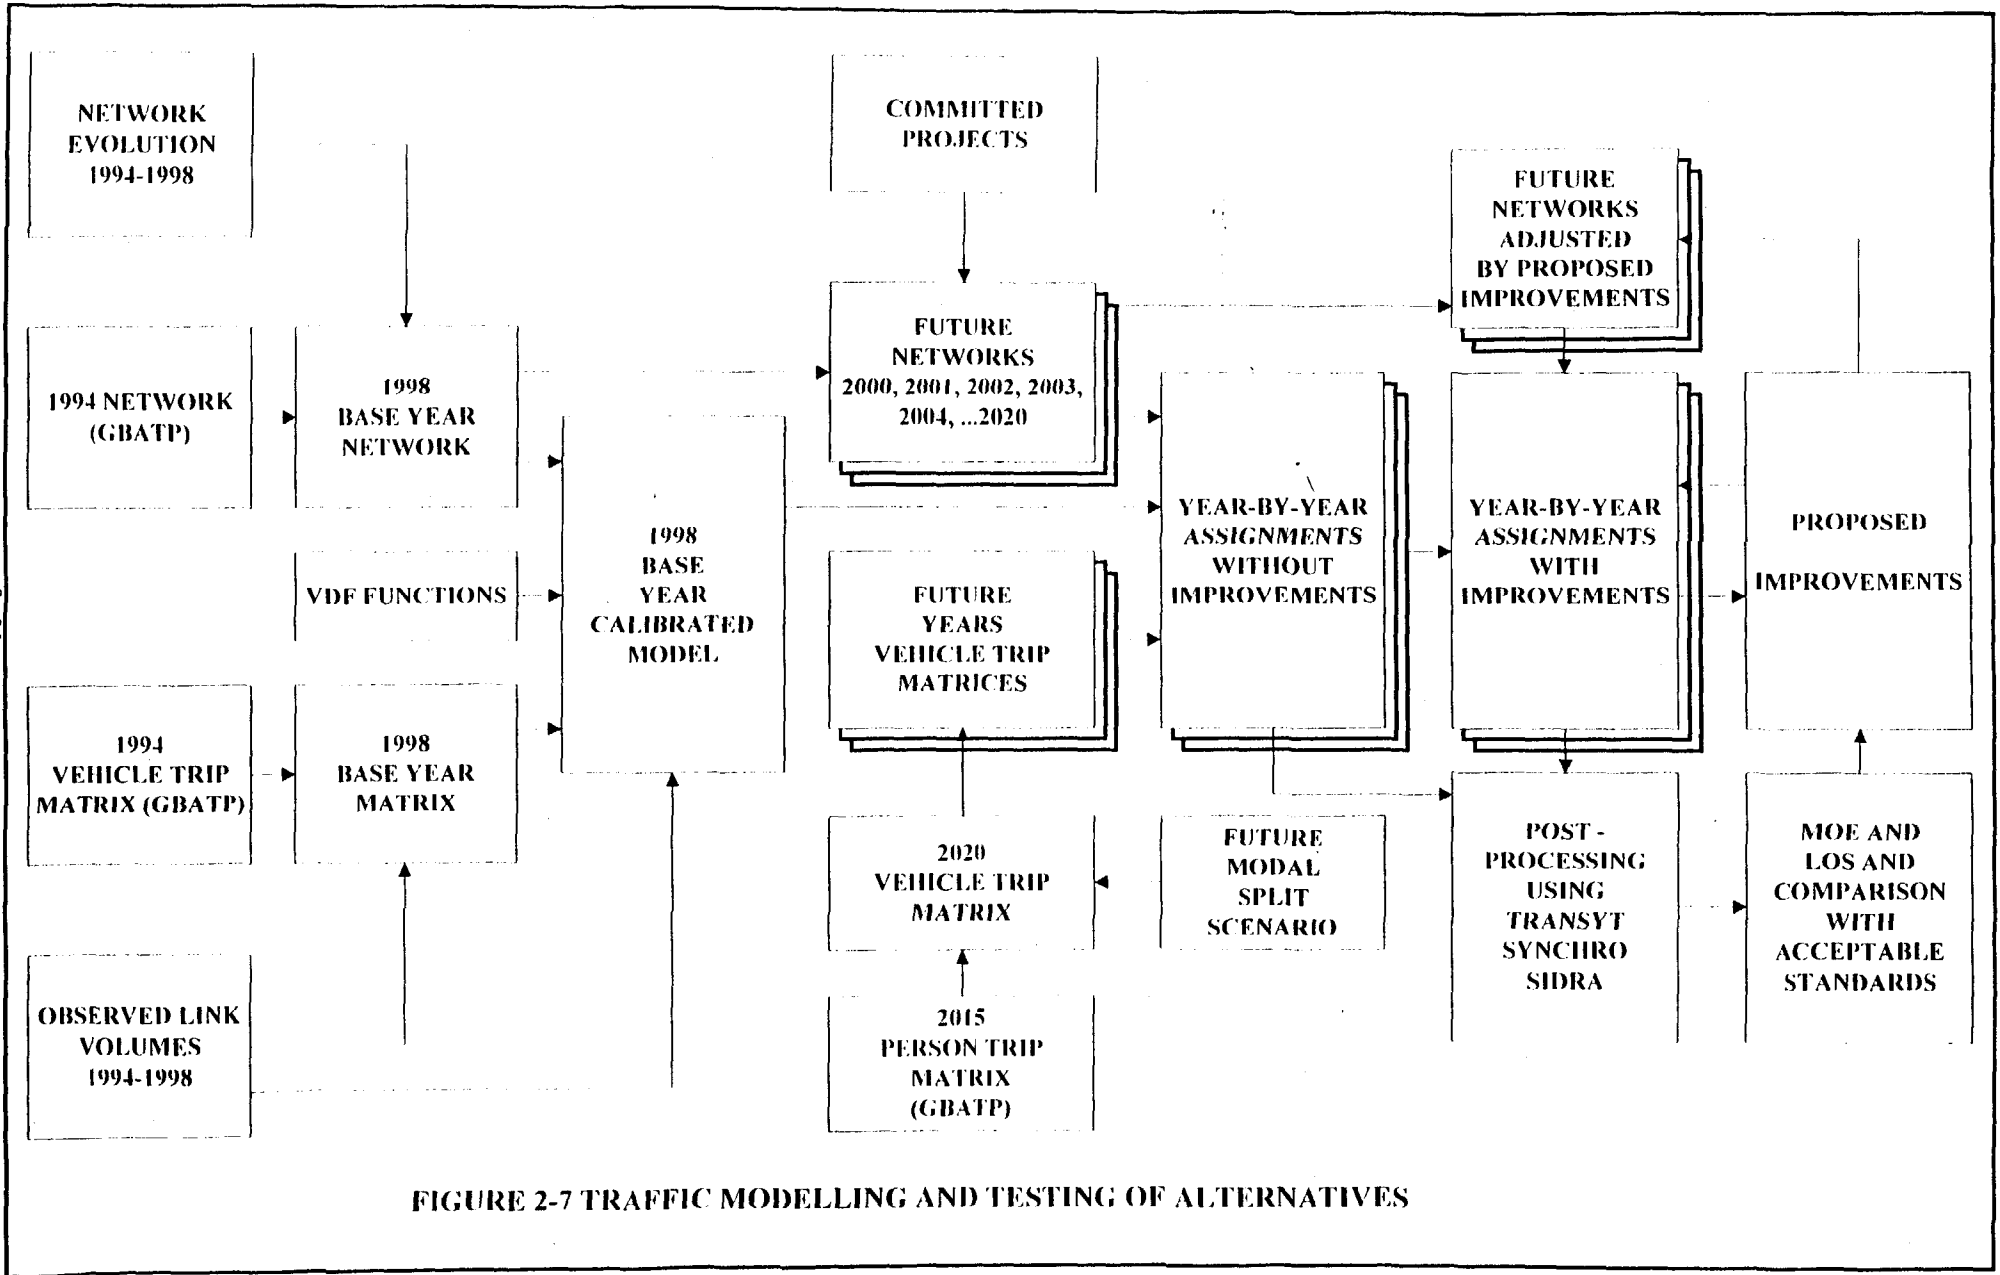 NETWORK
EVOLUTION
1994-1998
COMMITTED
PROJECTS
FUTURE
NETWORKS
ADJUSTED
BY PROPOSED
IMPROVEMENTS
1994 NETWORK
(GBATP)
1998
BASE YEAR
NETWORK
FUTURE
NETWORKS
2000, 2001, 2002, 2003,
2004, ...2020
VDF FUNCTIONS
1998
BASE
YEAR
CALIBRATED
MODEL
FUTURE
YEARS
VEHICLE TRIP
MATRICES
YEAR-BY-YEAR
ASSIGNMENTS
WITHOUT
IMPROVEMENTS
YEAR-BY-YEAR
ASSIGNMENTS
WITH
IMPROVEMENTS
PROPOSED
IMPROVEMENTS
1994
VEHICLE TRIP
MATRIX (GBATP)
1998
BASE YEAR
MATRIX
2020
VEHICLE TRIP
MATRIX
FUTURE
MODAL
SPLIT
SCENARIO
POST -
PROCESSING
USING
TRANSYT
SYNCHRO
SIDRA
MOE AND
LOS AND
COMPARISON
WITH
ACCEPTABLE
STANDARDS
OBSERVED LINK
VOLUMES
1994-1998
2015
PERSON TRIP
MATRIX
(GBATP)
FIGURE 2-7 TRAFFIC MODELLING AND TESTING OF ALTERNATIVES